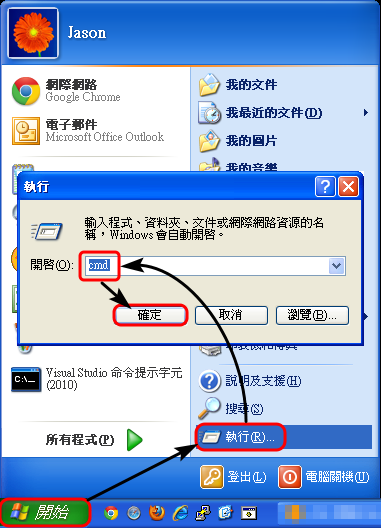 Jason
網際網路
Google Chrome
電子郵件
Microsoft Office Outlook
我的文件
我最近的文件(D)
我的圖片
我的音樂
執行
輸入程式、資料夾、文件或網際網路資源的名
稱，Windows 會自動開啓。
開啓(O):
cmd
確定
取消
瀏覽(B)...
Visual Studio 命令提示字元
(2010)
說明及支援(H)
搜尋(S)
所有程式(P)
執行(R)...
登出(L)
電腦關機(U)
開始